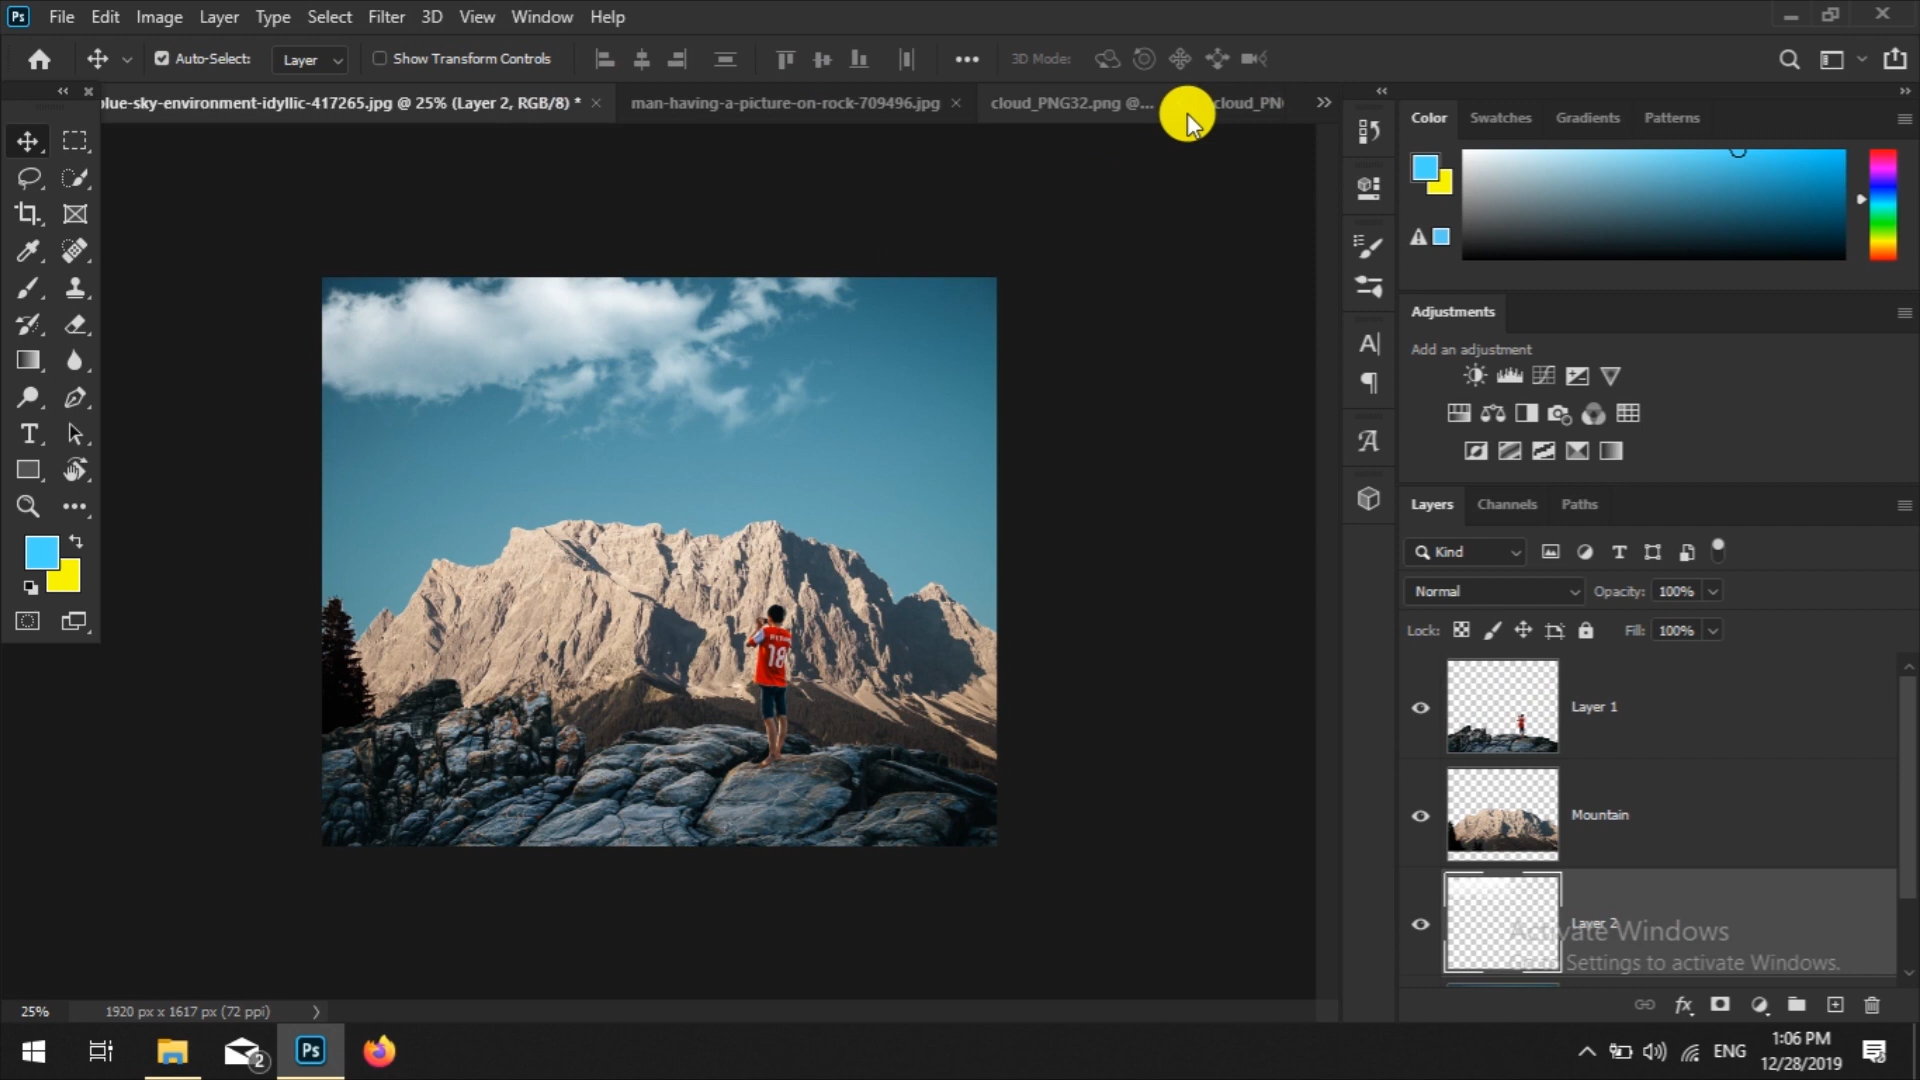 Ps File Edit Image Layer Type Select Filter 3D View Window Help
Auto-Select: Layer Show Transform Controls 3D Mode:
blue-sky-environment-idyllic-417265.jpg @ 25% (Layer 2, RGB/8) * man-having-a-picture-on-rock-709496.jpg cloud_PNG32.png @... cloud_PN
Color Swatches Gradients Patterns
Adjustments
Add an adjustment
Layers Channels Paths
Kind
Normal Opacity: 100%
Lock: Fill: 100%
Layer 1
18
Mountain
Layer 2
Activate Windows
Settings to activate Windows.
25% 1920 px x 1617 px (72 ppi)
2 Ps ENG 1:06 PM
12/28/2019